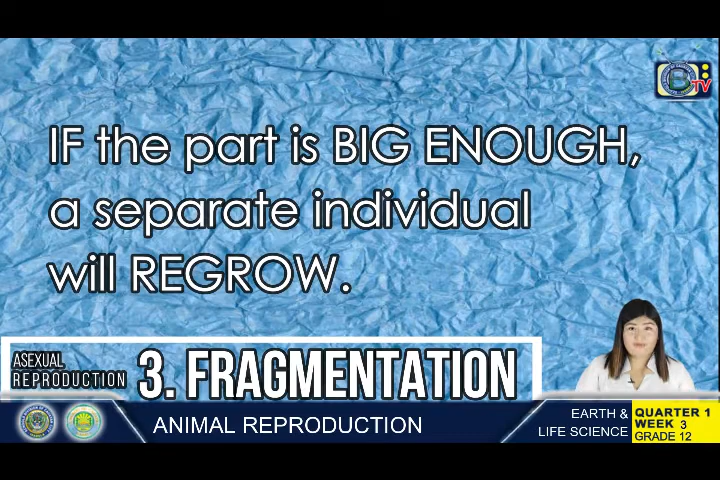 IF the part is BIG ENOUGH,
a separate individual
will REGROW.
TV
ASEXUAL
REPRODUCTION
3. FRAGMENTATION
ANIMAL REPRODUCTION
EARTH &
LIFE SCIENCE
QUARTER 1
WEEK 3
GRADE 12